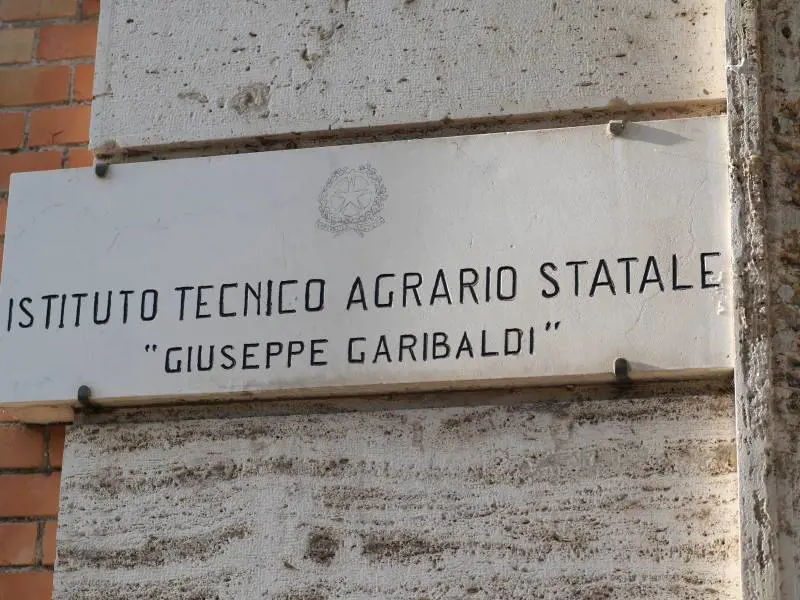 ISTITUTO TECNICO AGRARIO STATALE
"GIUSEPPE GARIBALDI"